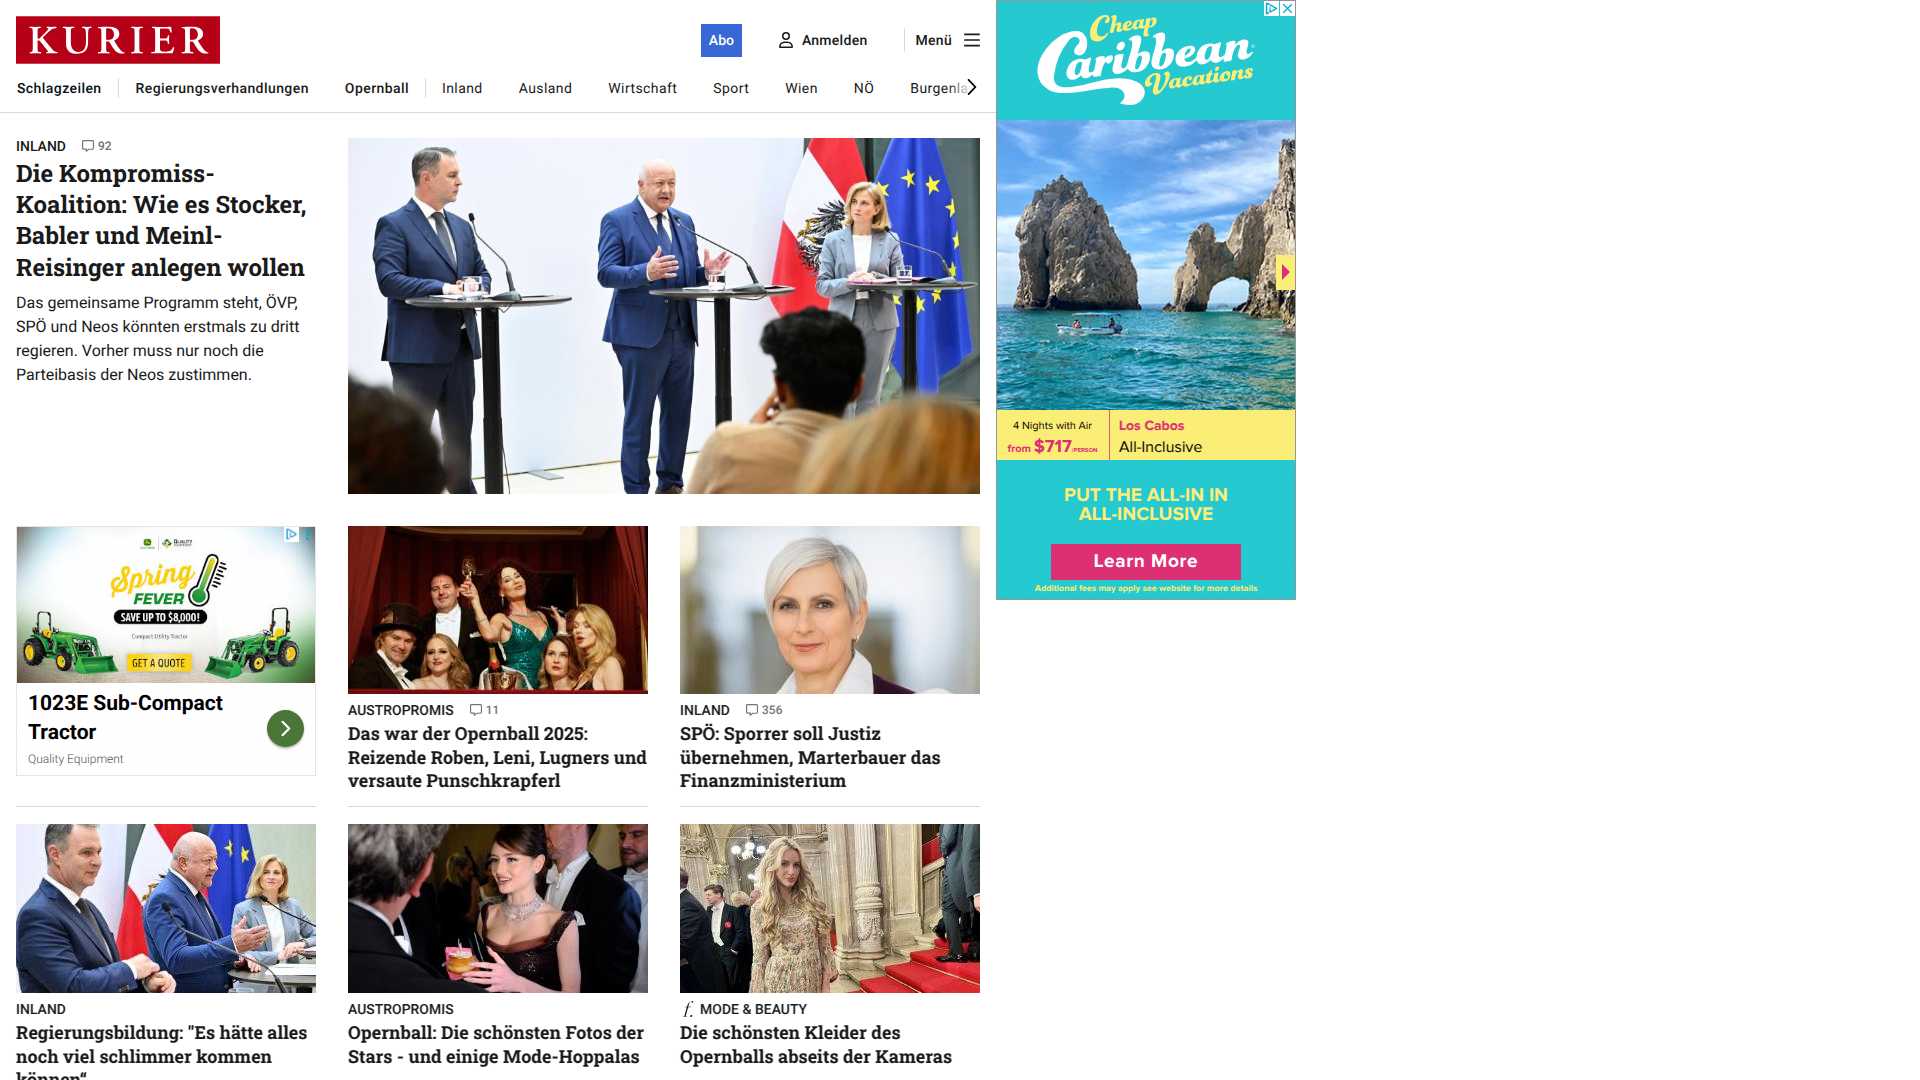 KURIER
Abo
Anmelden
Menü
Schlagzeilen
Regierungsverhandlungen
Opernball
Inland
Ausland
Wirtschaft
Sport
Wien
NÖ
INLAND 92
Die Kompromiss-
Koalition: Wie es Stocker,
Babler und Meinl-
Reisinger anlegen wollen
Das gemeinsame Programm steht, ÖVP,
SPÖ und Neos könnten erstmals zu dritt
regieren. Vorher muss nur noch die
Parteibasis der Neos zustimmen.
Cheap
Caribbean
Vacations
4 Nights with Air
from $717/PERSON
Los Cabos
All-Inclusive
PUT THE ALL-IN IN
ALL-INCLUSIVE
Learn More
Additional fees may apply see website for more details
Spring
FEVER
SAVE UP TO $8,000!
Compact Utility Tractor
GET A QUOTE
1023E Sub-Compact
Tractor
Quality Equipment
AUSTROPROMIS 11
Das war der Opernball 2025:
Reizende Roben, Leni, Lugners und
versaute Punschkrapferl
INLAND 356
SPÖ: Sporrer soll Justiz
übernehmen, Marterbauer das
Finanzministerium
INLAND
Regierungsbildung: "Es hätte alles
noch viel schlimmer kommen
können“
AUSTROPROMIS
Opernball: Die schönsten Fotos der
Stars - und einige Mode-Hoppalas
f. MODE & BEAUTY
Die schönsten Kleider des
Opernballs abseits der Kameras